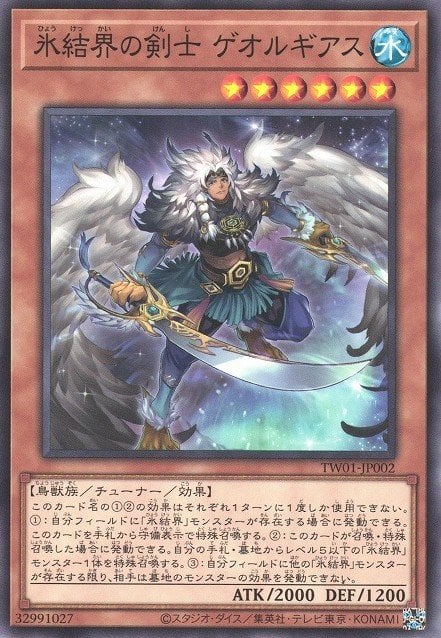 氷結界の剣士 ゲオルギアス
水
TW01-JP002
【鳥獣族／チューナー／効果】
このカード名の①②の効果はそれぞれ１ターンに１度しか使用できない。
①：自分フィールドに「氷結界」モンスターが存在する場合に発動できる。
このカードを手札から守備表示で特殊召喚する。②：このカードが召喚・特殊
召喚した場合に発動できる。自分の手札・墓地からレベル５以下の「氷結界」
モンスター１体を特殊召喚する。③：自分フィールドに他の「氷結界」モンスター
が存在する限り、相手は墓地のモンスターの効果を発動できない。
ATK/2000 DEF/1200
32991027 ©スタジオ・ダイス/集英社・テレビ東京・KONAMI